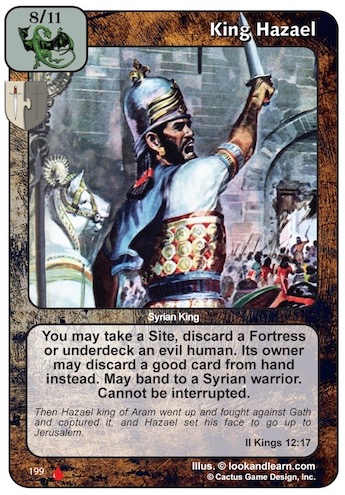 8/11
King Hazael
Syrian King
You may take a Site, discard a Fortress
or underdeck an evil human. Its owner
may discard a good card from hand
instead. May band to a Syrian warrior.
Cannot be interrupted.
Then Hazael king of Aram went up and fought against Gath
and captured it, and Hazael set his face to go up to
Jerusalem.
II Kings 12:17
199
Illus. © lookandlearn.com
© Cactus Game Design, Inc.